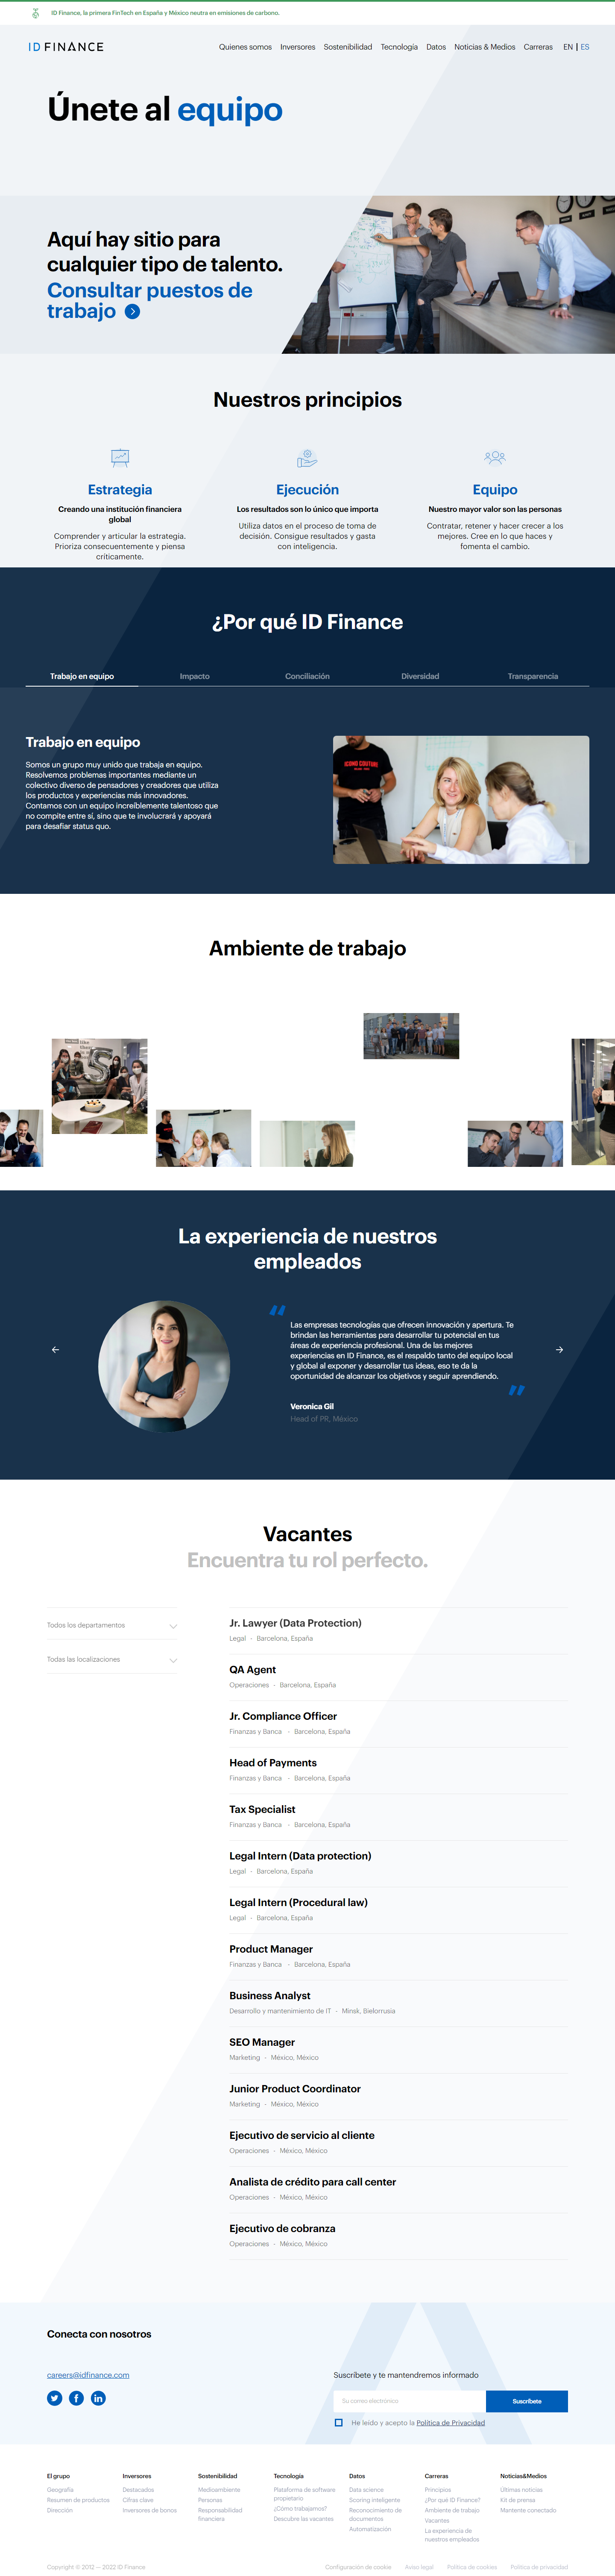 ID Finance, la primera FinTech en España y México neutra en emisiones de carbono.
ID FINANCE
Quienes somos Inversores Sostenibilidad Tecnología Datos Noticias & Medios Carreras EN | ES
Únete al equipo
Aquí hay sitio para
cualquier tipo de talento.
Consultar puestos de
trabajo
Nuestros principios
Estrategia
Creando una institución financiera
global
Comprender y articular la estrategia.
Prioriza consecuentemente y piensa
críticamente.
Ejecución
Los resultados son lo único que importa
Utiliza datos en el proceso de toma de
decisión. Consigue resultados y gasta
con inteligencia.
Equipo
Nuestro mayor valor son las personas
Contratar, retener y hacer crecer a los
mejores. Cree en lo que haces y
fomenta el cambio.
¿Por qué ID Finance
Trabajo en equipo Impacto Conciliación Diversidad Transparencia
Trabajo en equipo
Somos un grupo muy unido que trabaja en equipo.
Resolvemos problemas importantes mediante un
colectivo diverso de pensadores y creadores que utiliza
los productos y experiencias más innovadores.
Contamos con un equipo increíblemente talentoso que
no compite entre sí, sino que te involucrará y apoyará
para desafiar status quo.
Ambiente de trabajo
La experiencia de nuestros
empleados
Las empresas tecnologías que ofrecen innovación y apertura. Te
brindan las herramientas para desarrollar tu potencial en tus
áreas de experiencia profesional. Una de las mejores
experiencias en ID Finance, es el respaldo tanto del equipo local
y global al exponer y desarrollar tus ideas, eso te da la
oportunidad de alcanzar los objetivos y seguir aprendiendo.
Veronica Gil
Head of PR, México
Vacantes
Encuentra tu rol perfecto.
Todos los departamentos
Todas las localizaciones
Jr. Lawyer (Data Protection)
Legal - Barcelona, España
QA Agent
Operaciones - Barcelona, España
Jr. Compliance Officer
Finanzas y Banca - Barcelona, España
Head of Payments
Finanzas y Banca - Barcelona, España
Tax Specialist
Finanzas y Banca - Barcelona, España
Legal Intern (Data protection)
Legal - Barcelona, España
Legal Intern (Procedural law)
Legal - Barcelona, España
Product Manager
Finanzas y Banca - Barcelona, España
Business Analyst
Desarrollo y mantenimiento de IT - Minsk, Bielorrusia
SEO Manager
Marketing - México, México
Junior Product Coordinator
Marketing - México, México
Ejecutivo de servicio al cliente
Operaciones - México, México
Analista de crédito para call center
Operaciones - México, México
Ejecutivo de cobranza
Operaciones - México, México
Conecta con nosotros
careers@idfinance.com
Suscríbete y te mantendremos informado
Su correo electrónico
Suscríbete
He leído y acepto la Política de Privacidad
El grupo
Geografía
Resumen de productos
Dirección
Inversores
Destacados
Cifras clave
Inversores de bonos
Sostenibilidad
Medioambiente
Personas
Responsabilidad
financiera
Tecnología
Plataforma de software
propietario
¿Cómo trabajamos?
Descubre las vacantes
Datos
Data science
Scoring inteligente
Reconocimiento de
documentos
Automatización
Carreras
Principios
¿Por qué ID Finance?
Ambiente de trabajo
Vacantes
La experiencia de
nuestros empleados
Noticias&Medios
Últimas noticias
Kit de prensa
Mantente conectado
Copyright © 2012 — 2022 ID Finance
Configuración de cookie Aviso legal Política de cookies Política de privacidad